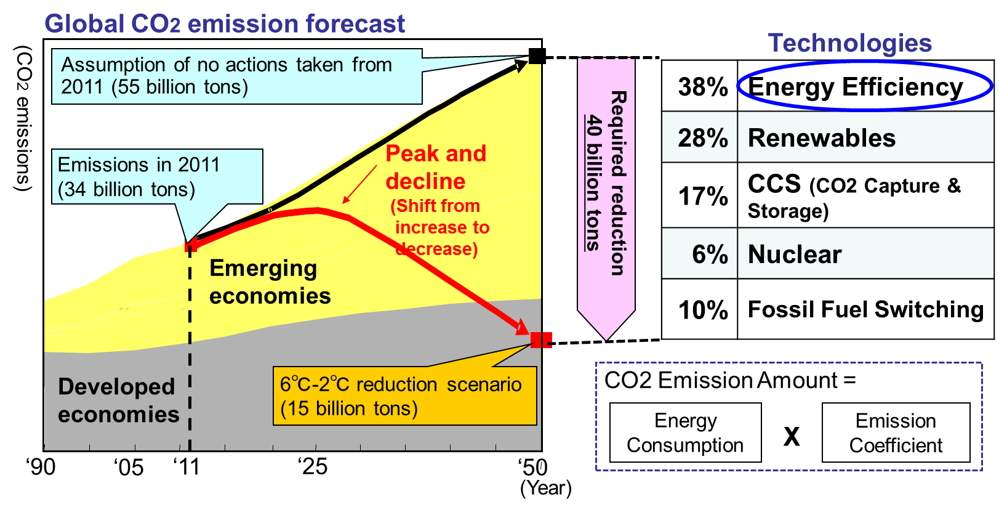 Global CO2 emission forecast
(CO2 emissions)
Assumption of no actions taken from
2011 (55 billion tons)
Emissions in 2011
(34 billion tons)
Peak and
decline
(Shift from
increase to
decrease)
Emerging
economies
Developed
economies
6℃-2℃ reduction scenario
(15 billion tons)
‘90
‘05
‘11
‘25
‘50
(Year)
Required reduction
40 billion tons
Technologies
38% Energy Efficiency
28% Renewables
17% CCS (CO2 Capture &
Storage)
6% Nuclear
10% Fossil Fuel Switching
CO2 Emission Amount =
Energy
Consumption
X
Emission
Coefficient